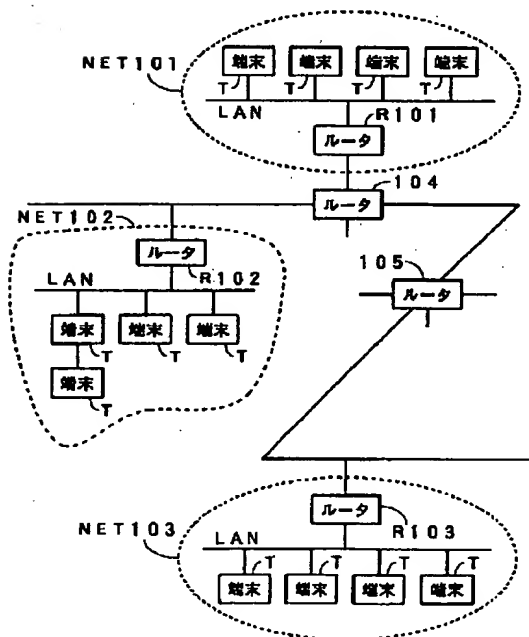 NET101
端末 端末 端末 端末
T T T T
LAN
R101
ルータ
104
ルータ
NET102
ルータ
R102
105
ルータ
LAN
端末 端末 端末
T T T
端末
T
ルータ
R103
NET103
LAN
T T T T
端末 端末 端末 端末